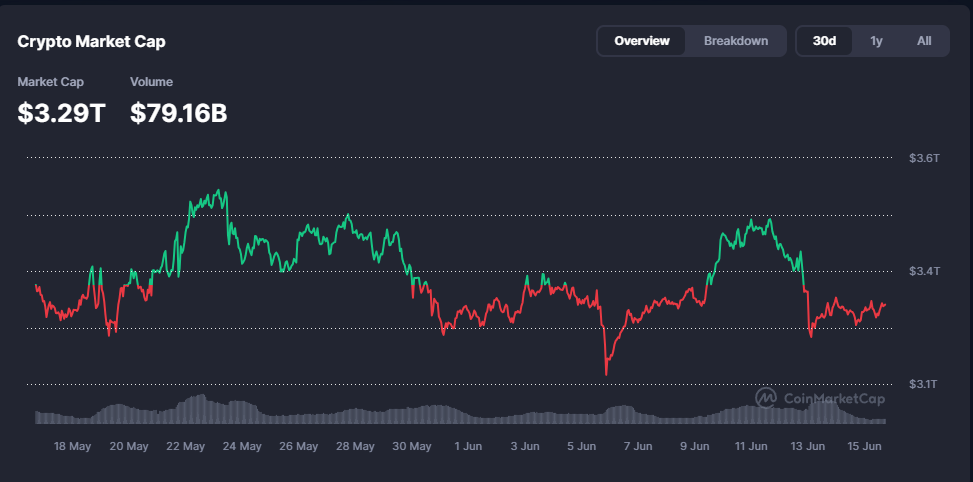 Crypto Market Cap
Overview Breakdown 30d 1y All
Market Cap Volume
$3.29T $79.16B
$3.6T
$3.4T
$3.1T
CoinMarketCap
18 May 20 May 22 May 24 May 26 May 28 May 30 May 1 Jun 3 Jun 5 Jun 7 Jun 9 Jun 11 Jun 13 Jun 15 Jun